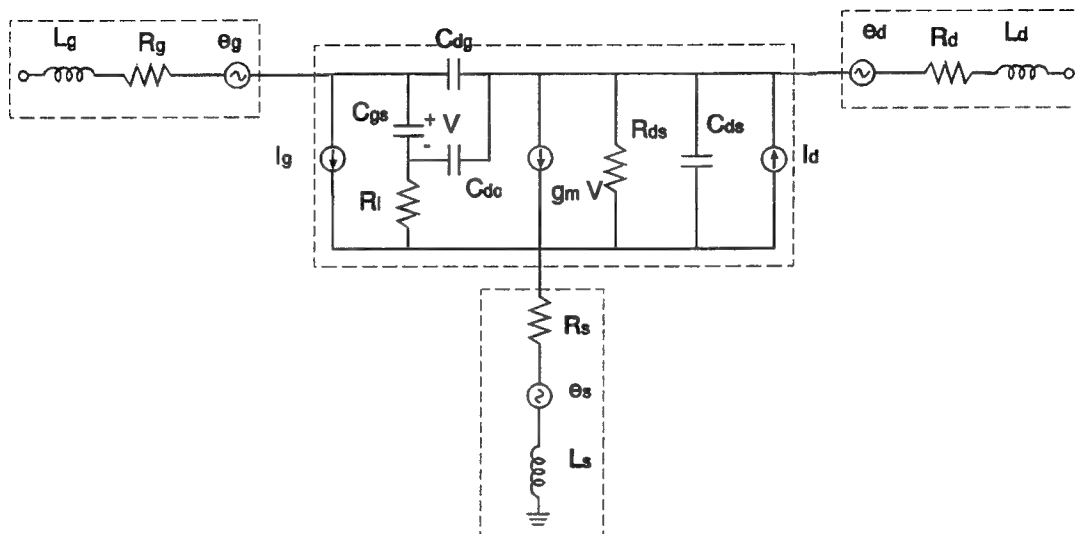 Lg
Rg
eg
Cdg
ed
Rd
Ld
Cgs
+ V
-
Rds
Cds
Ig
Cdc
gm V
Id
Ri
Rs
es
Ls